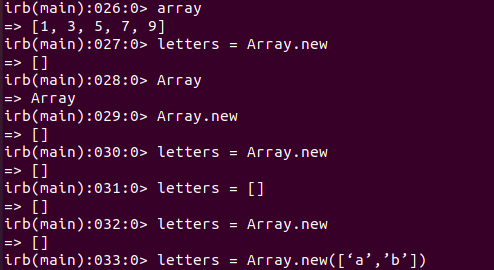 irb(main):026:0> array
=> [1, 3, 5, 7, 9]
irb(main):027:0> letters = Array.new
=> []
irb(main):028:0> Array
=> Array
irb(main):029:0> Array.new
=> []
irb(main):030:0> letters = Array.new
=> []
irb(main):031:0> letters = []
=> []
irb(main):032:0> letters = Array.new
=> []
irb(main):033:0> letters = Array.new([‘a’,’b’])